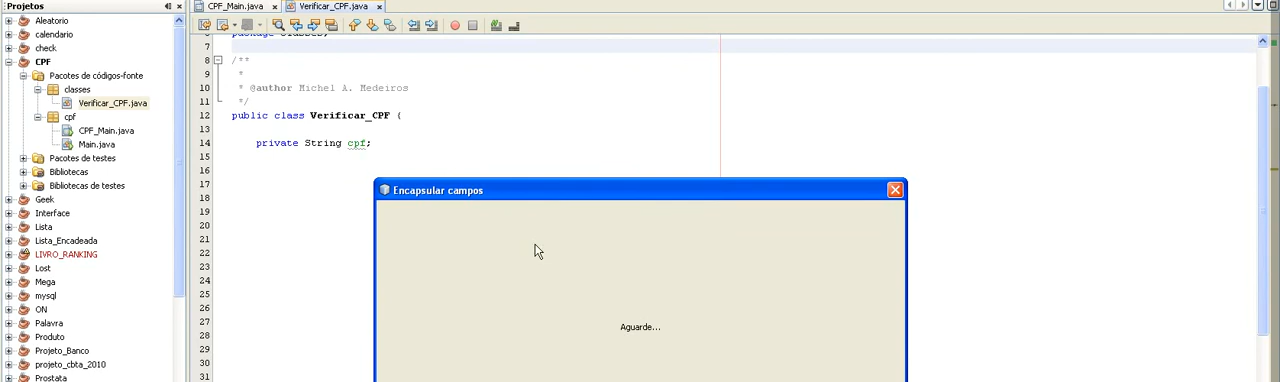 Projetos
Aleatorio
calendario
check
CPF
Pacotes de códigos-fonte
classes
Verificar_CPF.java
cpf
CPF_Main.java
Main.java
Pacotes de testes
Bibliotecas
Bibliotecas de testes
Geek
Interface
Lista
Lista_Encadeada
LIVRO_RANKING
Lost
Mega
mysql
ON
Palavra
Produto
Projeto_Banco
projeto_cbta_2010
Prostata
CPF_Main.java
Verificar_CPF.java
7
8 /**
9 *
10 * @author Michel A. Medeiros
11 */
12 public class Verificar_CPF {
13
14 private String cpf;
15
16
17
18
19
20
21
22
23
24
25
26
27
28
29
30
31
Encapsular campos
Aguarde...